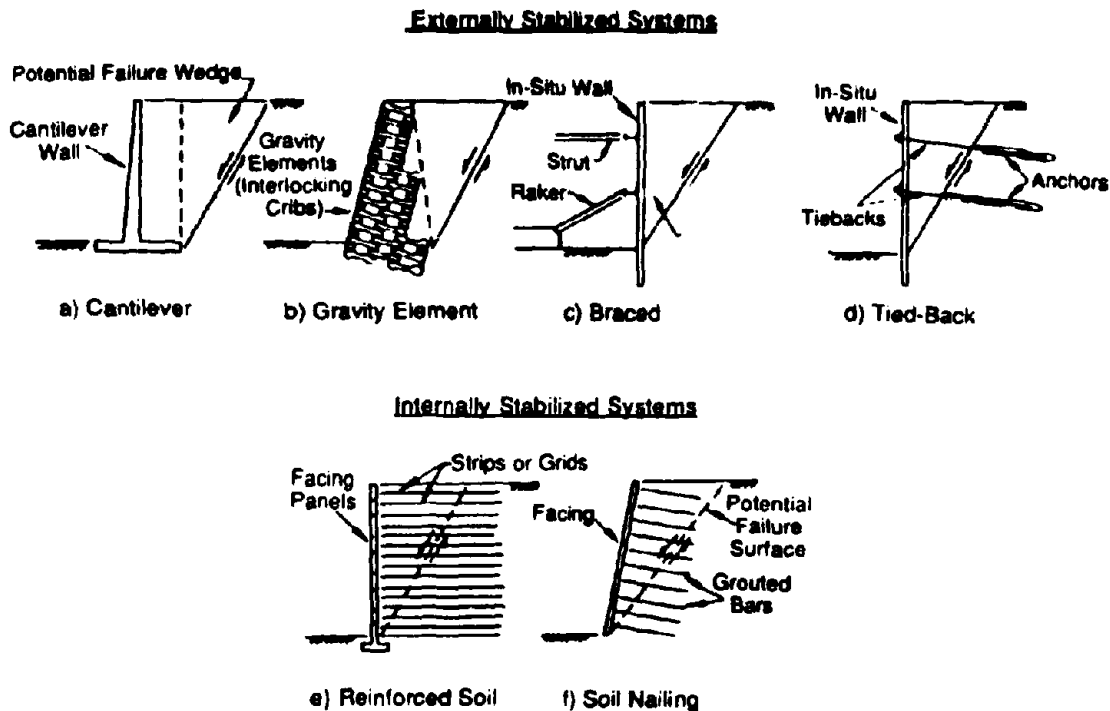 Externally Stabilized Systems
Potential Failure Wedge
Cantilever
Wall
Gravity
Elements
(Interlocking
Cribs)
In-Situ Wall
Strut
Raker
In-Situ
Wall
Anchors
Tiebacks
a) Cantilever
b) Gravity Element
c) Braced
d) Tied-Back
Internally Stabilized Systems
Facing
Panels
Strips or Grids
Facing
Potential
Failure
Surface
Grouted
Bars
e) Reinforced Soil
f) Soil Nailing